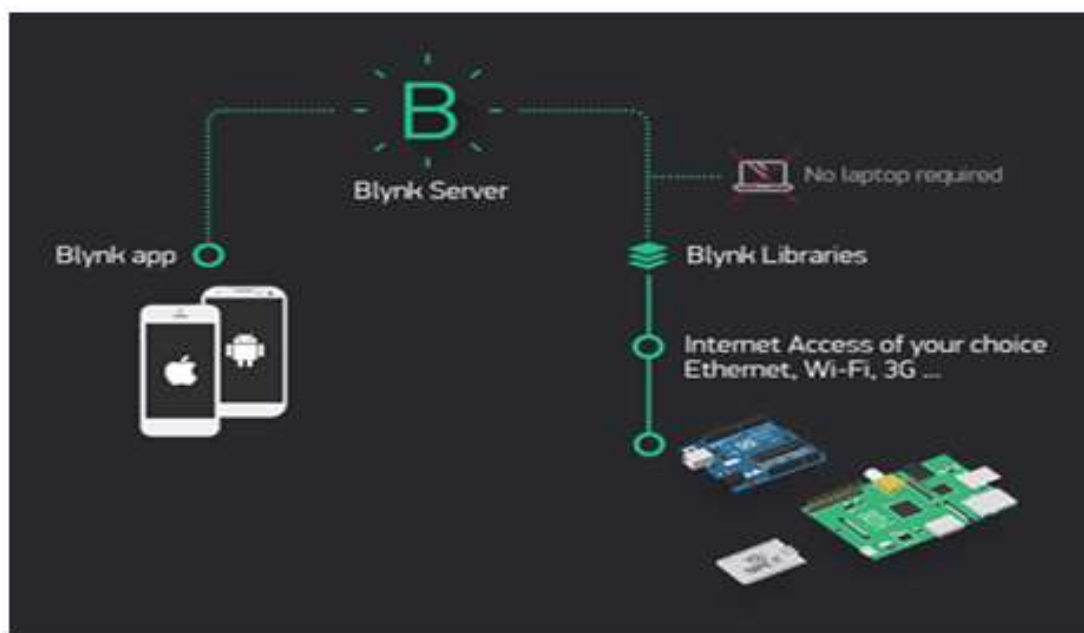 B
Blynk Server
No laptop required
Blynk app
Blynk Libraries
Internet Access of your choice
Ethernet, Wi-Fi, 3G ...